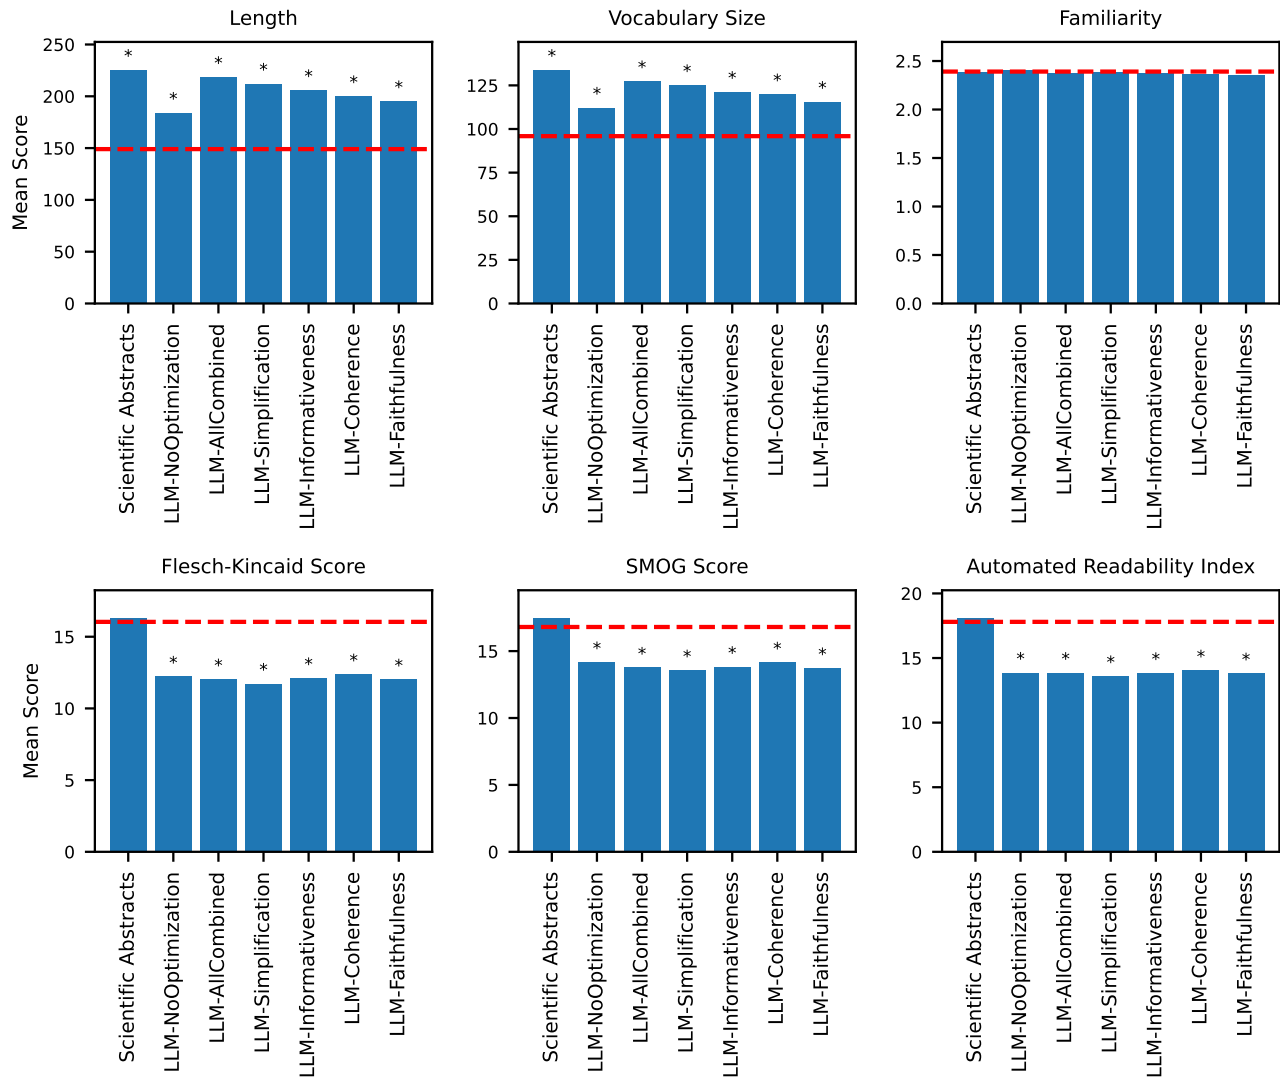 Length
Vocabulary Size
Familiarity
Mean Score
250
200
150
100
50
0
* * * * * * *
Scientific Abstracts
LLM-NoOptimization
LLM-AllCombined
LLM-Simplification
LLM-Informativeness
LLM-Coherence
LLM-Faithfulness
125
100
75
50
25
0
* * * * * * *
Scientific Abstracts
LLM-NoOptimization
LLM-AllCombined
LLM-Simplification
LLM-Informativeness
LLM-Coherence
LLM-Faithfulness
2.5
2.0
1.5
1.0
0.5
0.0
Scientific Abstracts
LLM-NoOptimization
LLM-AllCombined
LLM-Simplification
LLM-Informativeness
LLM-Coherence
LLM-Faithfulness
Flesch-Kincaid Score
SMOG Score
Automated Readability Index
Mean Score
15
10
5
0
* * * * * *
Scientific Abstracts
LLM-NoOptimization
LLM-AllCombined
LLM-Simplification
LLM-Informativeness
LLM-Coherence
LLM-Faithfulness
15
10
5
0
* * * * * *
Scientific Abstracts
LLM-NoOptimization
LLM-AllCombined
LLM-Simplification
LLM-Informativeness
LLM-Coherence
LLM-Faithfulness
20
15
10
5
0
* * * * * *
Scientific Abstracts
LLM-NoOptimization
LLM-AllCombined
LLM-Simplification
LLM-Informativeness
LLM-Coherence
LLM-Faithfulness